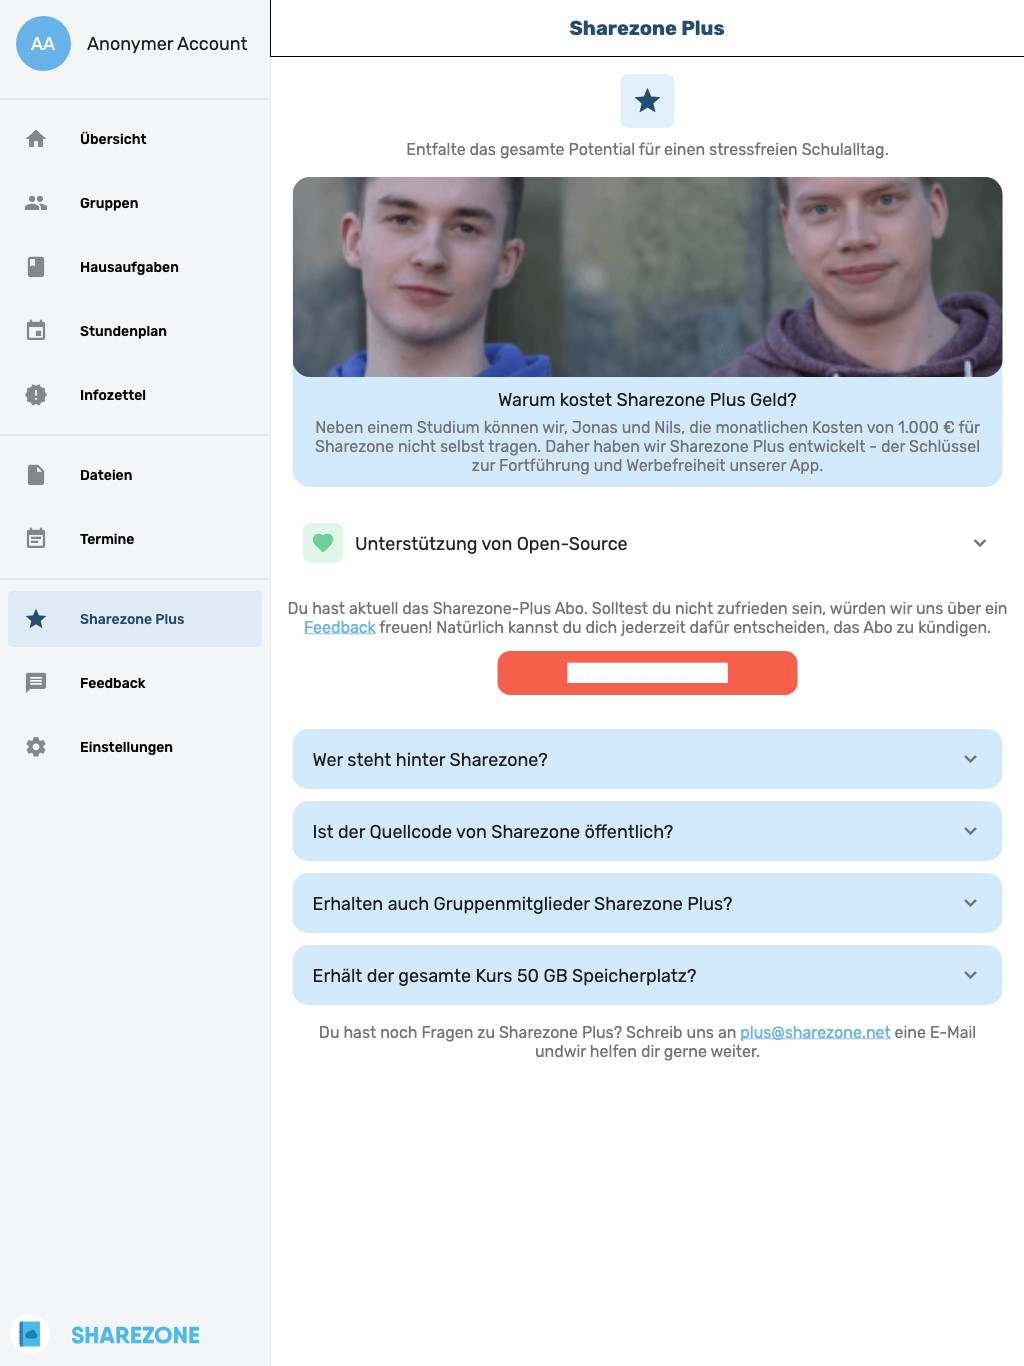 AA
Anonymer Account
Übersicht
Gruppen
Hausaufgaben
Stundenplan
Infozettel
Dateien
Termine
Sharezone Plus
Feedback
Einstellungen
SHAREZONE
Sharezone Plus
Entfalte das gesamte Potential für einen stressfreien Schulalltag.
Warum kostet Sharezone Plus Geld?
Neben einem Studium können wir, Jonas und Nils, die monatlichen Kosten von 1.000 € für
Sharezone nicht selbst tragen. Daher haben wir Sharezone Plus entwickelt - der Schlüssel
zur Fortführung und Werbefreiheit unserer App.
Unterstützung von Open-Source
Du hast aktuell das Sharezone-Plus Abo. Solltest du nicht zufrieden sein, würden wir uns über ein
Feedback freuen! Natürlich kannst du dich jederzeit dafür entscheiden, das Abo zu kündigen.
Wer steht hinter Sharezone?
Ist der Quellcode von Sharezone öffentlich?
Erhalten auch Gruppenmitglieder Sharezone Plus?
Erhält der gesamte Kurs 50 GB Speicherplatz?
Du hast noch Fragen zu Sharezone Plus? Schreib uns an plus@sharezone.net eine E-Mail
undwir helfen dir gerne weiter.